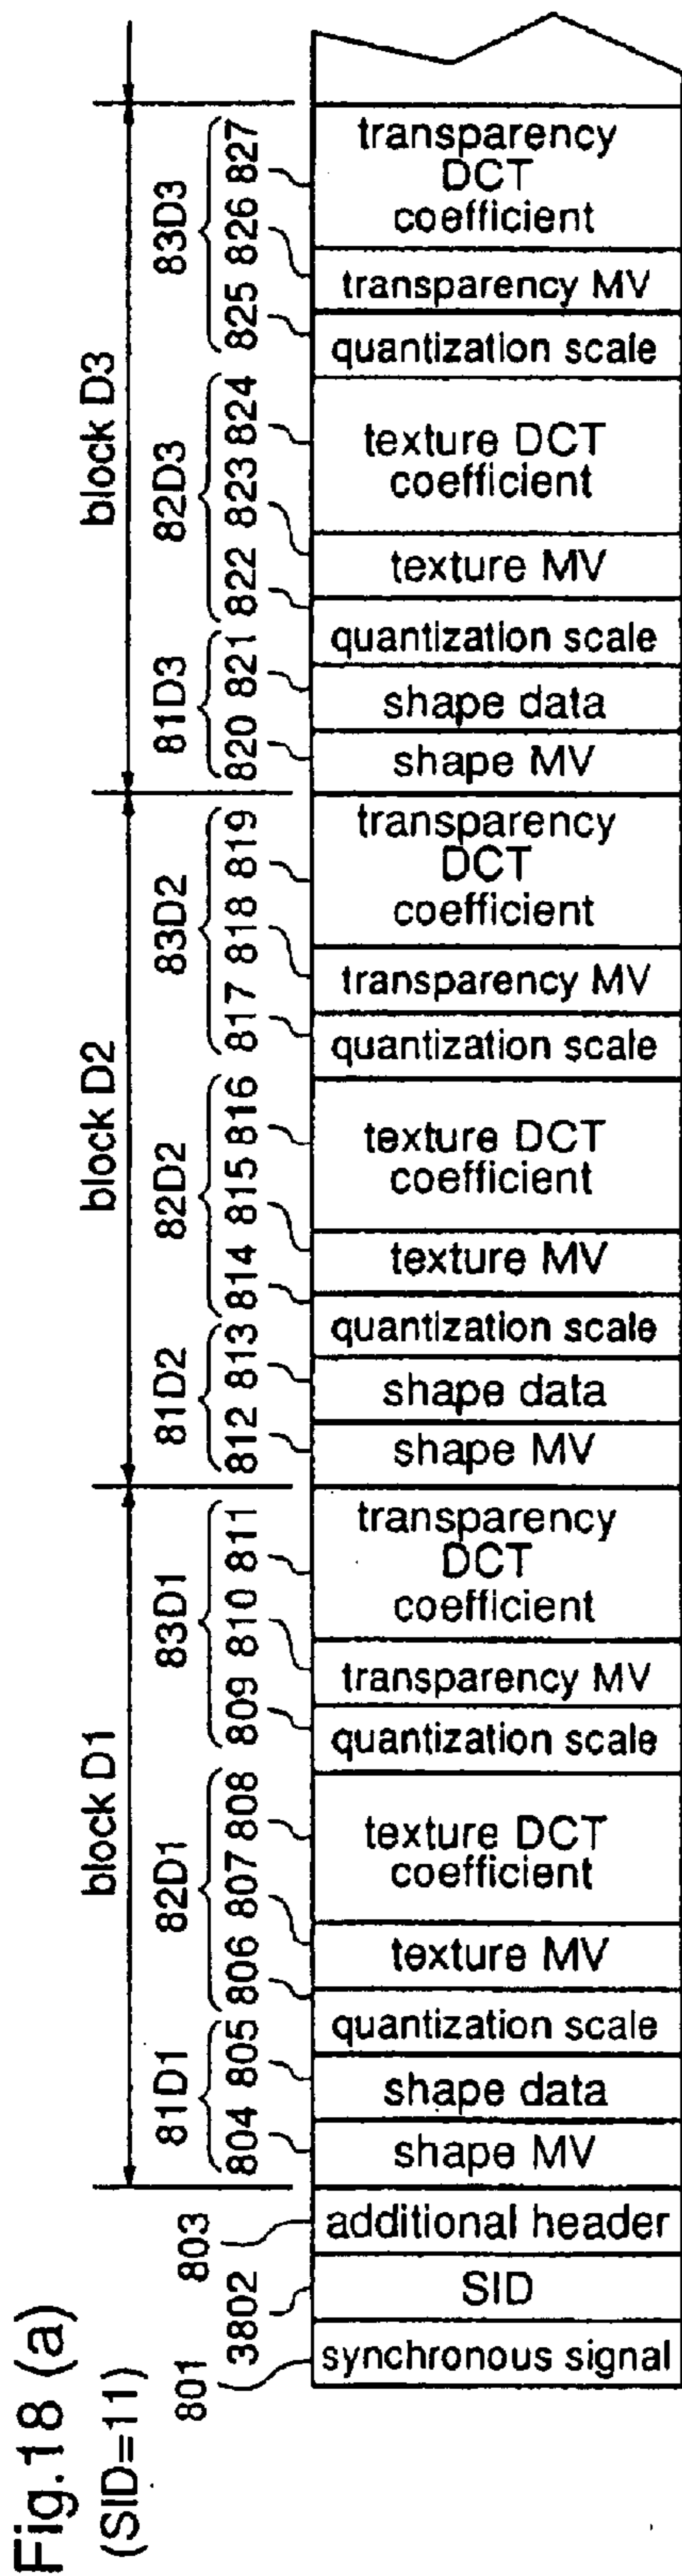 Fig.18 (a)
(SID=11)
block D1
block D2
block D3
81D1
82D1
83D1
81D2
82D2
83D2
81D3
82D3
83D3
801
3802
803
804
805
806
807
808
809
810
811
812
813
814
815
816
817
818
819
820
821
822
823
824
825
826
827
synchronous signal
SID
additional header
shape MV
shape data
quantization scale
texture MV
texture DCT
coefficient
quantization scale
transparency MV
transparency
DCT
coefficient
shape MV
shape data
quantization scale
texture MV
texture DCT
coefficient
quantization scale
transparency MV
transparency
DCT
coefficient
shape MV
shape data
quantization scale
texture MV
texture DCT
coefficient
quantization scale
transparency MV
transparency
DCT
coefficient